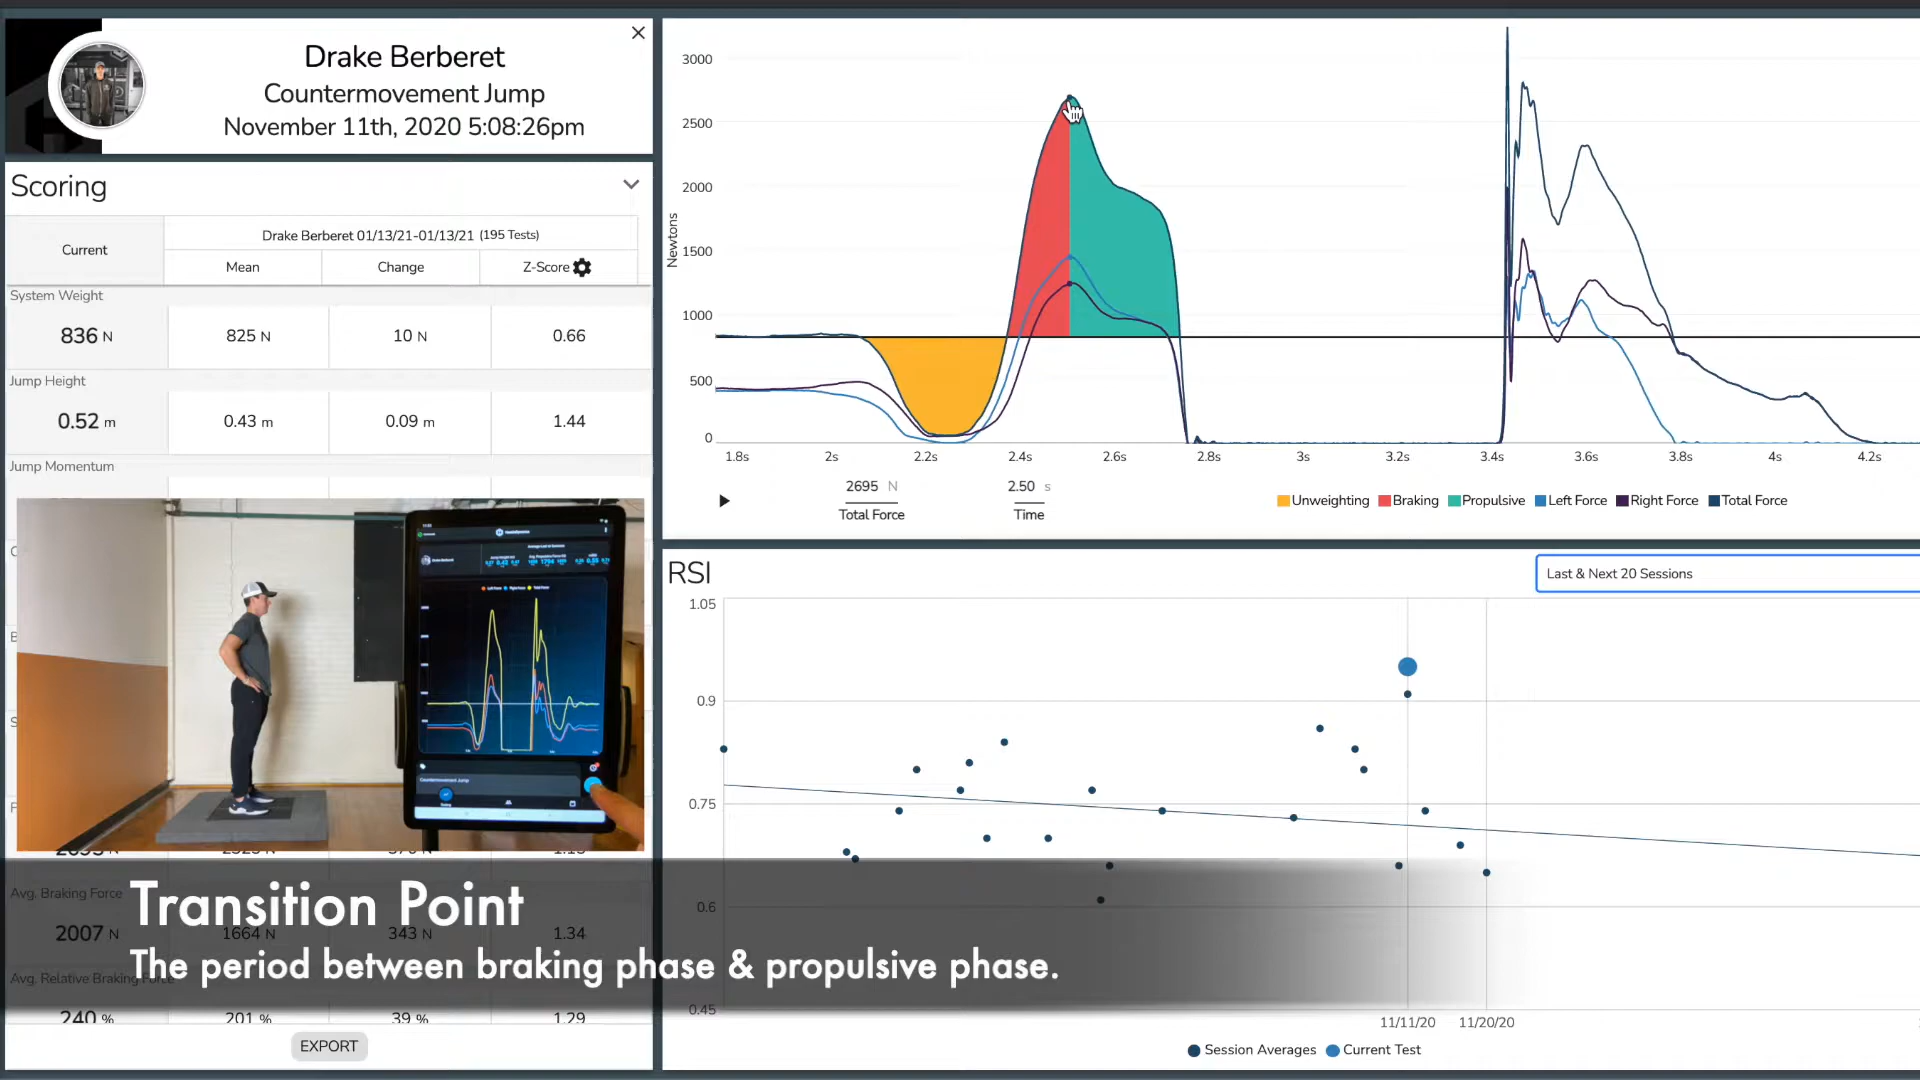 Drake Berberet
Countermovement Jump
November 11th, 2020 5:08:26pm
Scoring
Current
Drake Berberet 01/13/21-01/13/21 (195 Tests)
Mean Change Z-Score
System Weight
836 N 825 N 10 N 0.66
Jump Height
0.52 m 0.43 m 0.09 m 1.44
Jump Momentum
Avg. Braking Force
2007 N 1664 N 343 N 1.34
Avg. Relative Braking Force
240 % 201 % 39 % 1.29
EXPORT
Transition Point
The period between braking phase & propulsive phase.
Newtons
3000
2500
2000
1500
1000
500
0
1.8s 2s 2.2s 2.4s 2.6s 2.8s 3s 3.2s 3.4s 3.6s 3.8s 4s 4.2s
2695 N
Total Force
2.50 s
Time
Unweighting Braking Propulsive Left Force Right Force Total Force
RSI
Last & Next 20 Sessions
1.05
0.9
0.75
0.6
0.45
11/11/20 11/20/20
Session Averages Current Test